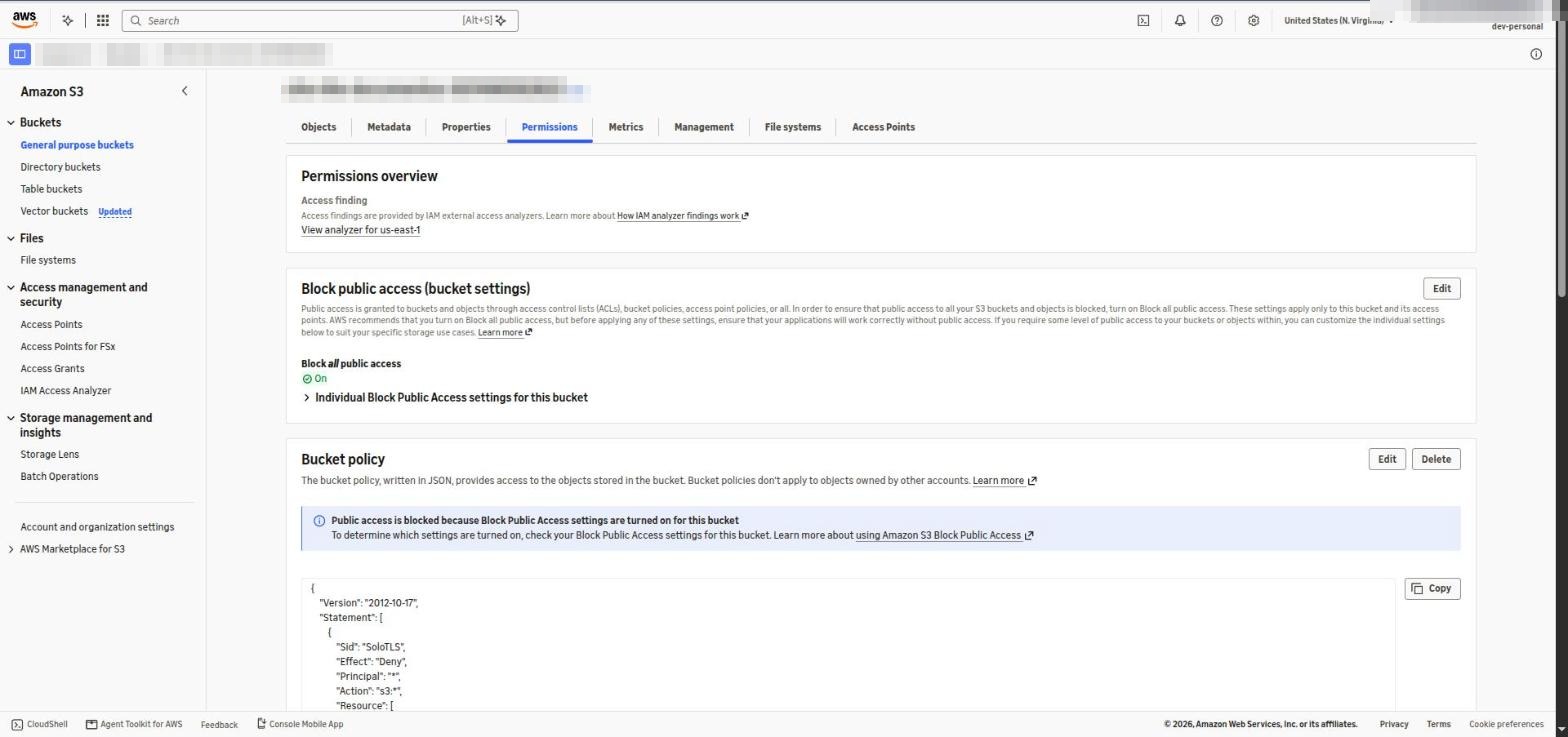 aws
Search [Alt+S]
United States (N. Virginia)
dev-personal
Amazon S3
Buckets
General purpose buckets
Directory buckets
Table buckets
Vector buckets Updated
Files
File systems
Access management and
security
Access Points
Access Points for FSx
Access Grants
IAM Access Analyzer
Storage management and
insights
Storage Lens
Batch Operations
Account and organization settings
AWS Marketplace for S3
Objects Metadata Properties Permissions Metrics Management File systems Access Points
Permissions overview
Access finding
Access findings are provided by IAM external access analyzers. Learn more about How IAM analyzer findings work
View analyzer for us-east-1
Block public access (bucket settings)
Edit
Public access is granted to buckets and objects through access control lists (ACLs), bucket policies, access point policies, or all. In order to ensure that public access to all your S3 buckets and objects is blocked, turn on Block all public access. These settings apply only to this bucket and its access
points. AWS recommends that you turn on Block all public access, but before applying any of these settings, ensure that your applications will work correctly without public access. If you require some level of public access to your buckets or objects within, you can customize the individual settings
below to suit your specific storage use cases. Learn more
Block all public access
On
Individual Block Public Access settings for this bucket
Bucket policy
Edit Delete
The bucket policy, written in JSON, provides access to the objects stored in the bucket. Bucket policies don't apply to objects owned by other accounts. Learn more
Public access is blocked because Block Public Access settings are turned on for this bucket
To determine which settings are turned on, check your Block Public Access settings for this bucket. Learn more about using Amazon S3 Block Public Access
Copy
{
"Version": "2012-10-17",
"Statement": [
{
"Sid": "SoloTLS",
"Effect": "Deny",
"Principal": "*",
"Action": "s3:*",
"Resource": [
CloudShell Agent Toolkit for AWS Feedback Console Mobile App
© 2026, Amazon Web Services, Inc. or its affiliates. Privacy Terms Cookie preferences